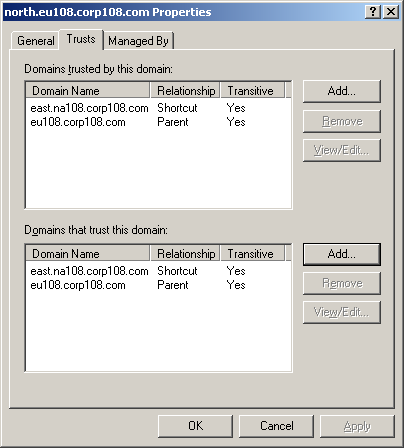 north.eu108.corp108.com Properties
General Trusts Managed By
Domains trusted by this domain:
Domain Name Relationship Transitive
east.na108.corp108.com Shortcut Yes
eu108.corp108.com Parent Yes
Add...
Remove
View/Edit...
Domains that trust this domain:
Domain Name Relationship Transitive
east.na108.corp108.com Shortcut Yes
eu108.corp108.com Parent Yes
Add...
Remove
View/Edit...
OK Cancel Apply